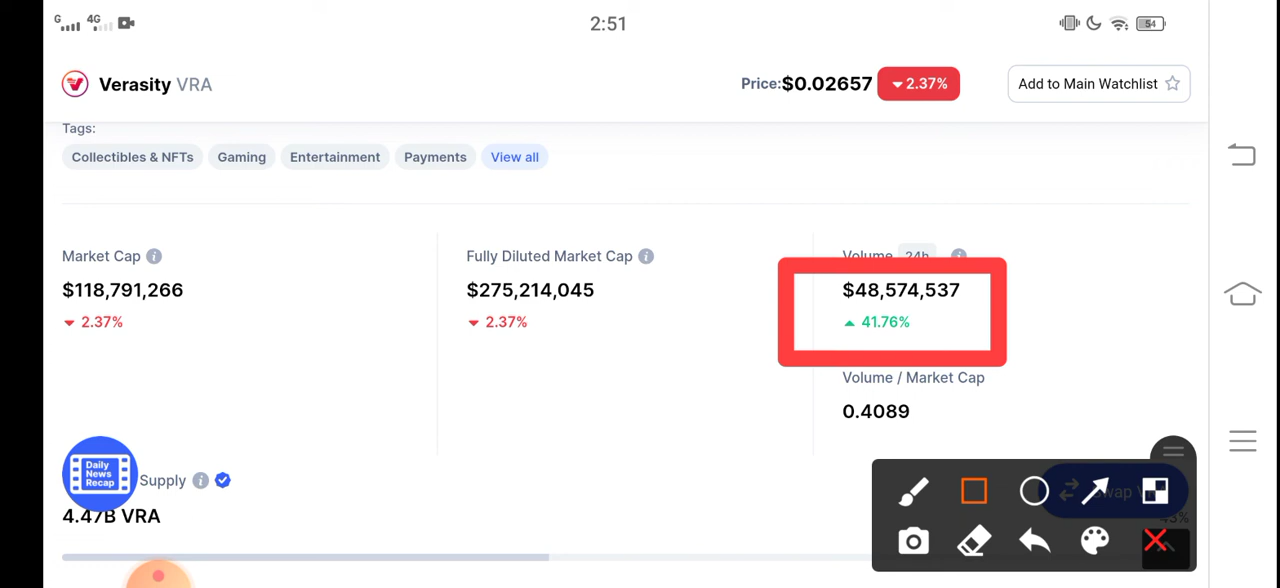 G 4G 2:51 54
Verasity VRA Price:$0.02657 2.37% Add to Main Watchlist
Tags:
Collectibles & NFTs Gaming Entertainment Payments View all
Market Cap Fully Diluted Market Cap Volume 24h
$118,791,266 $275,214,045 $48,574,537
2.37% 2.37% 41.76%
Volume / Market Cap
0.4089
Daily
News
Recap
Supply
4.47B VRA